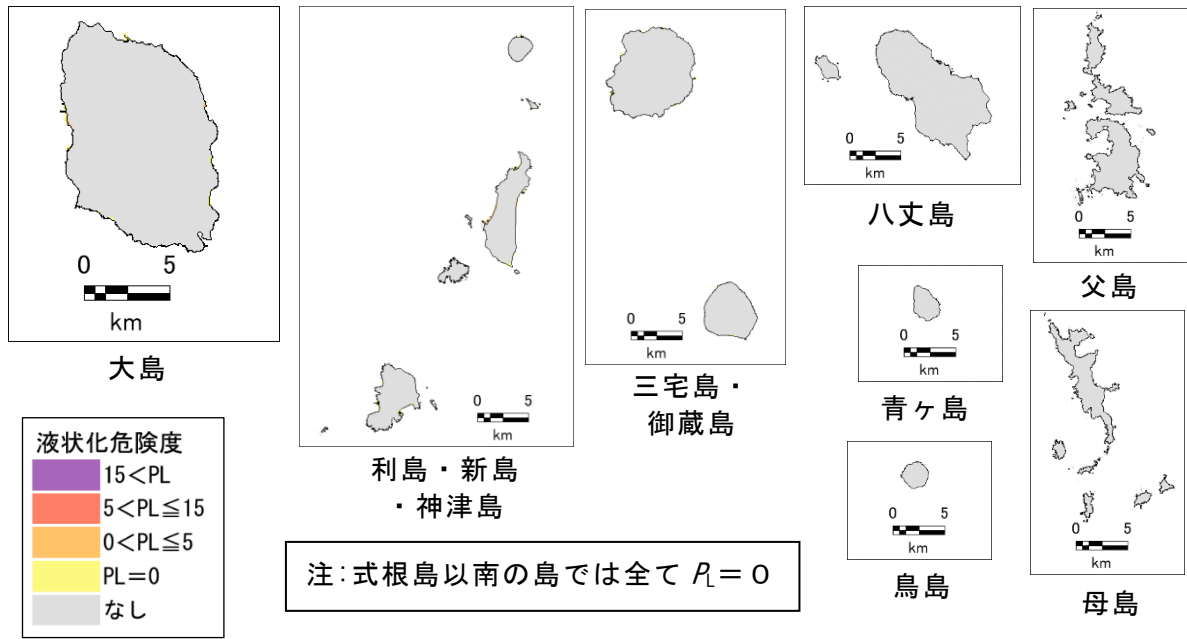 0 5
km
大島
0 5
km
利島・新島
・神津島
0 5
km
三宅島・
御蔵島
0 5
km
八丈島
0 5
km
父島
0 5
km
青ヶ島
0 5
km
鳥島
0 5
km
母島
液状化危険度
15<PL
5<PL≦15
0<PL≦5
PL=0
なし
注:式根島以南の島では全て PL=0